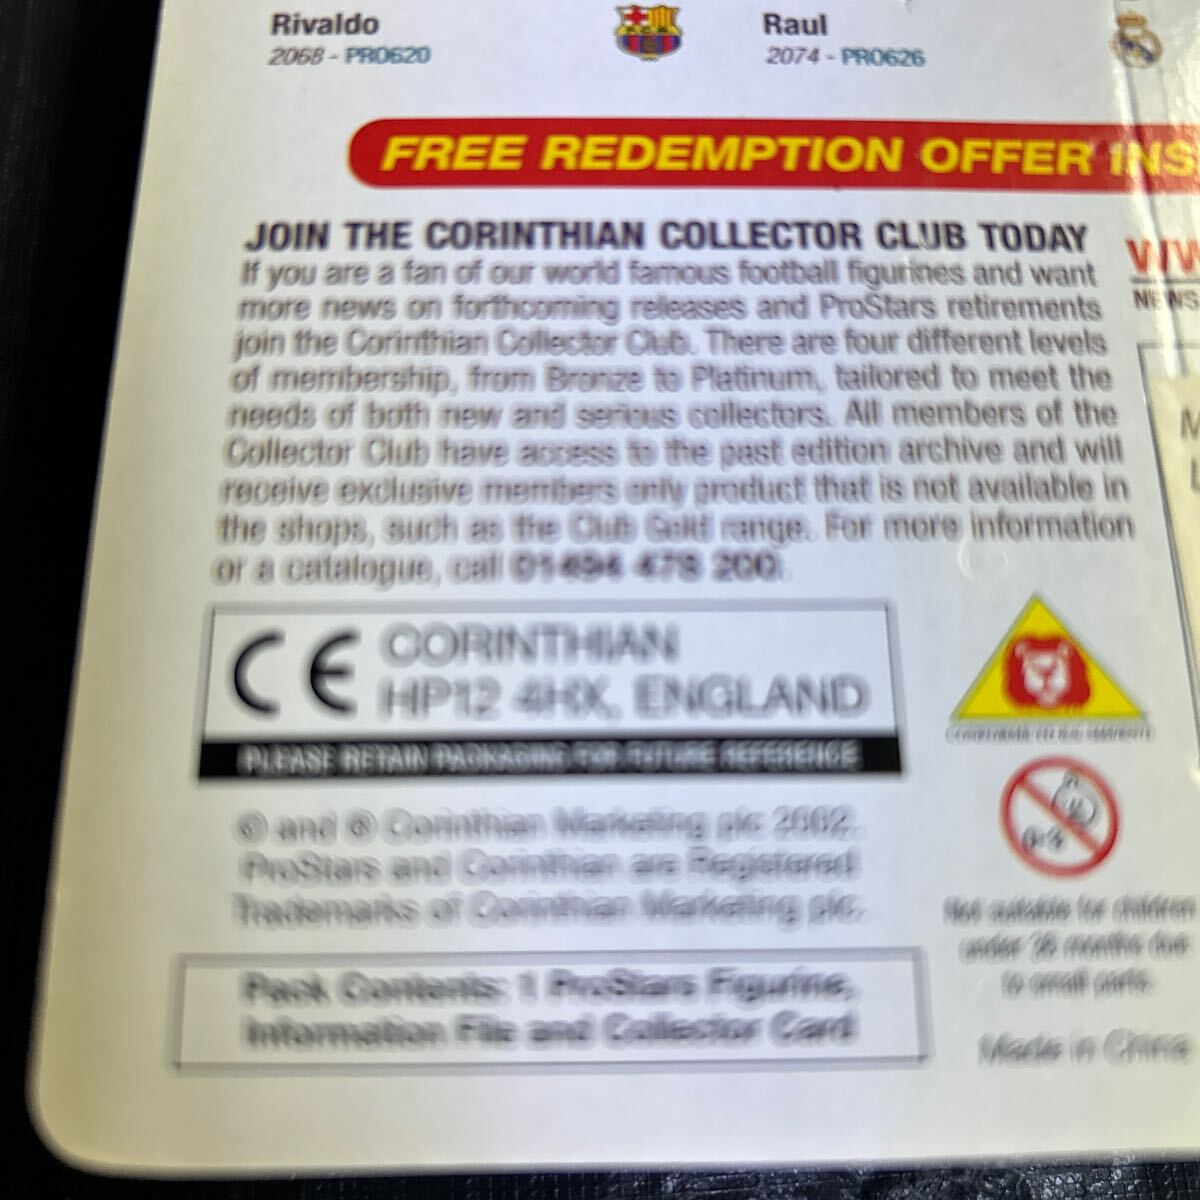 Rivaldo
2068 - PRO620
Raul
2074 - PRO626
FREE REDEMPTION OFFER INS
JOIN THE CORINTHIAN COLLECTOR CLUB TODAY
If you are a fan of our world famous football figurines and want
more news on forthcoming releases and ProStars retirements
join the Corinthian Collector Club. There are four different levels
of membership, from Bronze to Platinum, tailored to meet the
needs of both new and serious collectors. All members of the
Collector Club have access to the past edition archive and will
receive exclusive members only product that is not available in
the shops, such as the Club Gold range. For more information
or a catalogue, call 01494 478 200.
WW
NEWS
CE CORINTHIAN
HP12 4HX, ENGLAND
PLEASE RETAIN PACKAGING FOR FUTURE REFERENCE
© and ® Corinthian Marketing plc 2002.
ProStars and Corinthian are Registered
Trademarks of Corinthian Marketing plc.
Pack Contents: 1 ProStars Figurine,
Information File and Collector Card
0-3
Not suitable for children
under 36 months due
to small parts.
Made in China